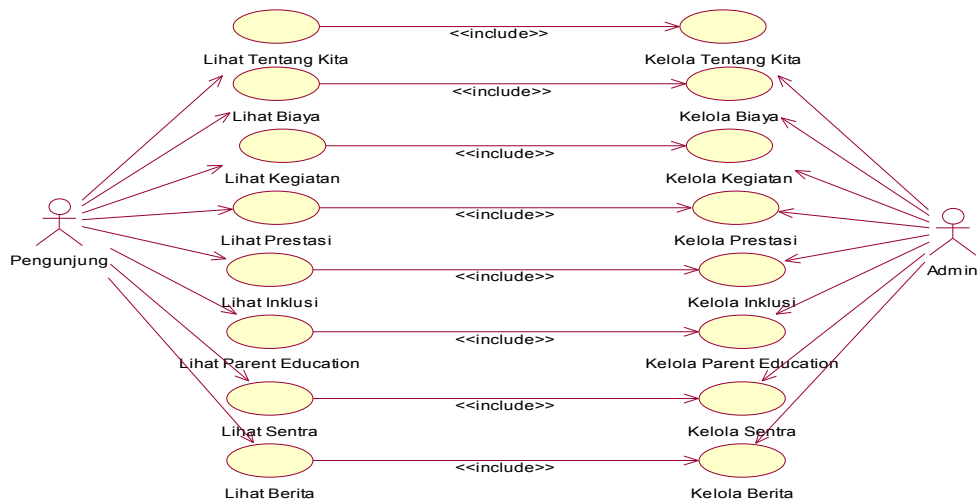 <<include>>
Lihat Tentang Kita
Kelola Tentang Kita
<<include>>
Lihat Biaya
Kelola Biaya
<<include>>
Lihat Kegiatan
Kelola Kegiatan
<<include>>
Lihat Prestasi
Kelola Prestasi
Pengunjung
Admin
<<include>>
Lihat Inklusi
Kelola Inklusi
<<include>>
Lihat Parent Education
Kelola Parent Education
<<include>>
Lihat Sentra
Kelola Sentra
<<include>>
Lihat Berita
Kelola Berita